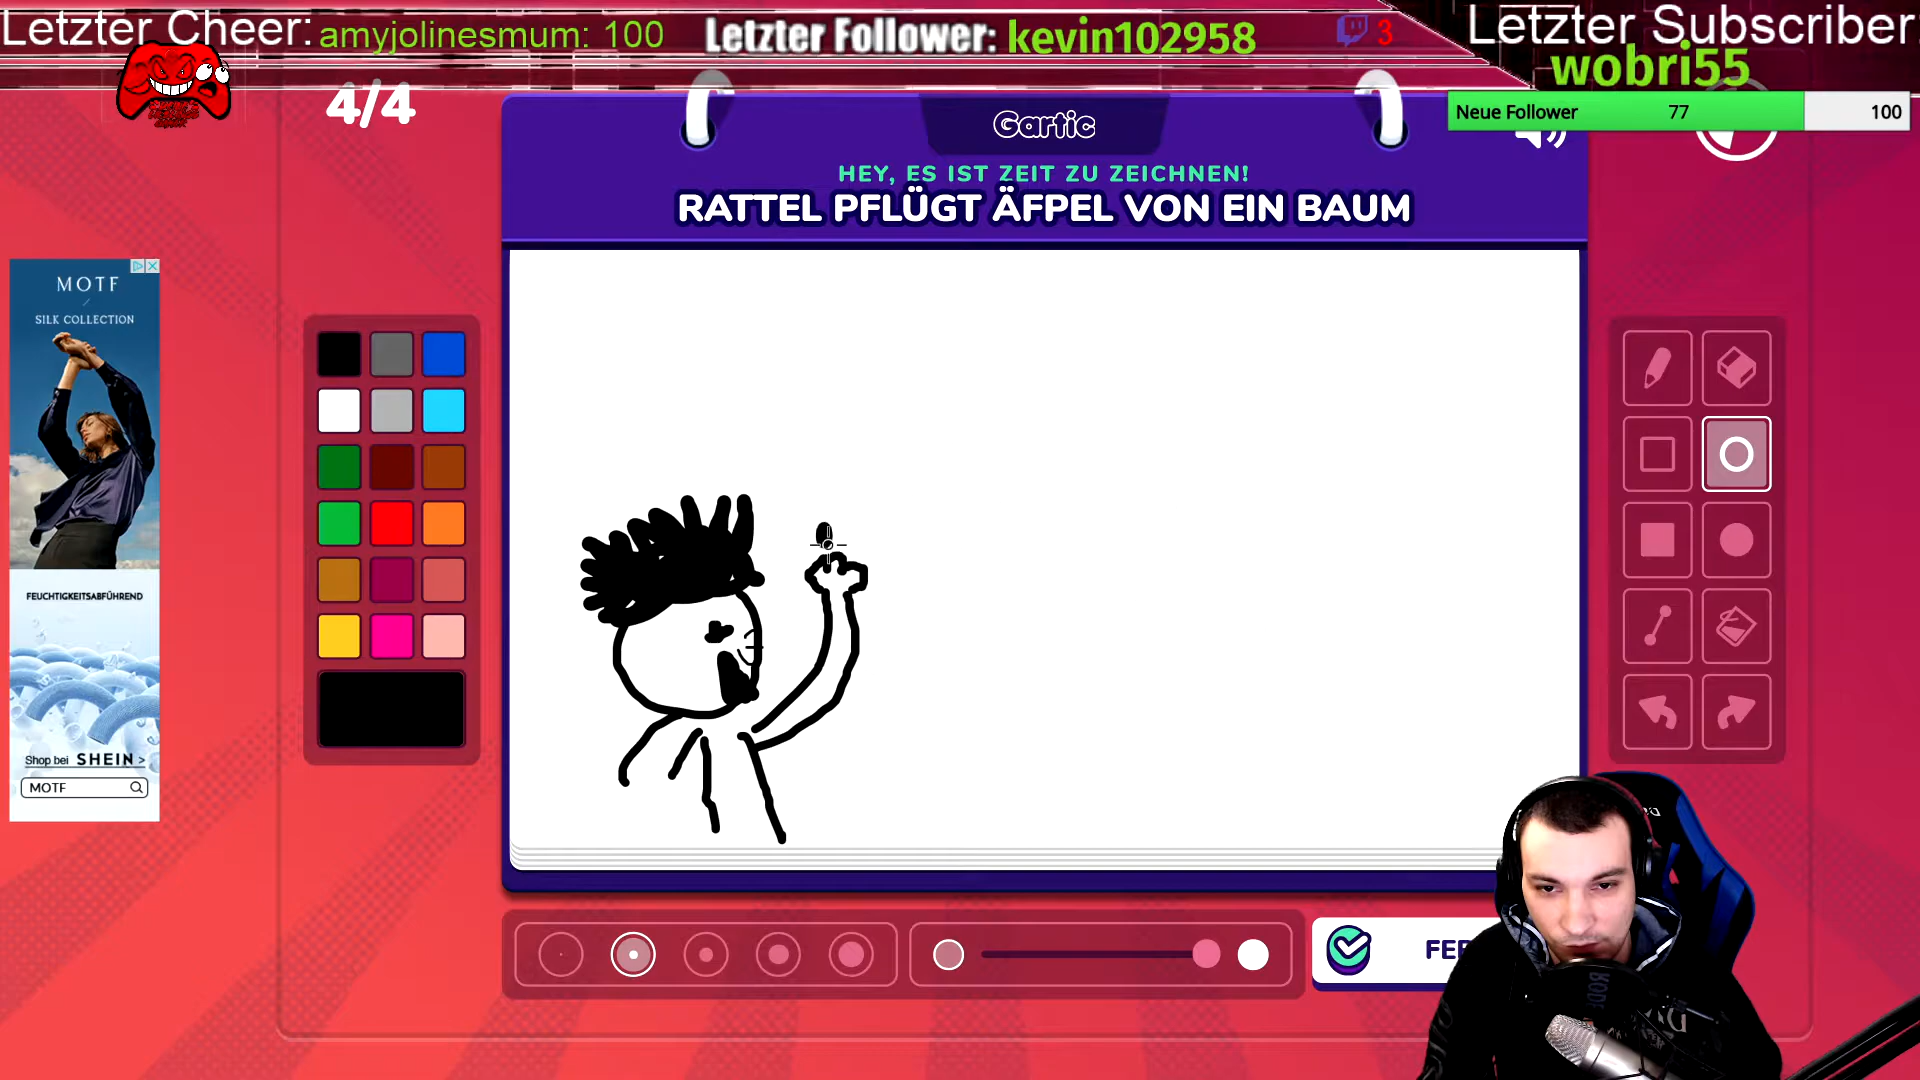 Letzter Cheer: amyjolinesmum: 100
Letzter Follower: kevin102958
3
Letzter Subscriber:
wobri55
Neue Follower 77 100
4/4
Gartic
HEY, ES IST ZEIT ZU ZEICHNEN!
RATTEL PFLÜGT ÄFPEL VON EIN BAUM
MOTF
SILK COLLECTION
FEUCHTIGKEITSABFÜHREND
Shop bei SHEIN >
MOTF